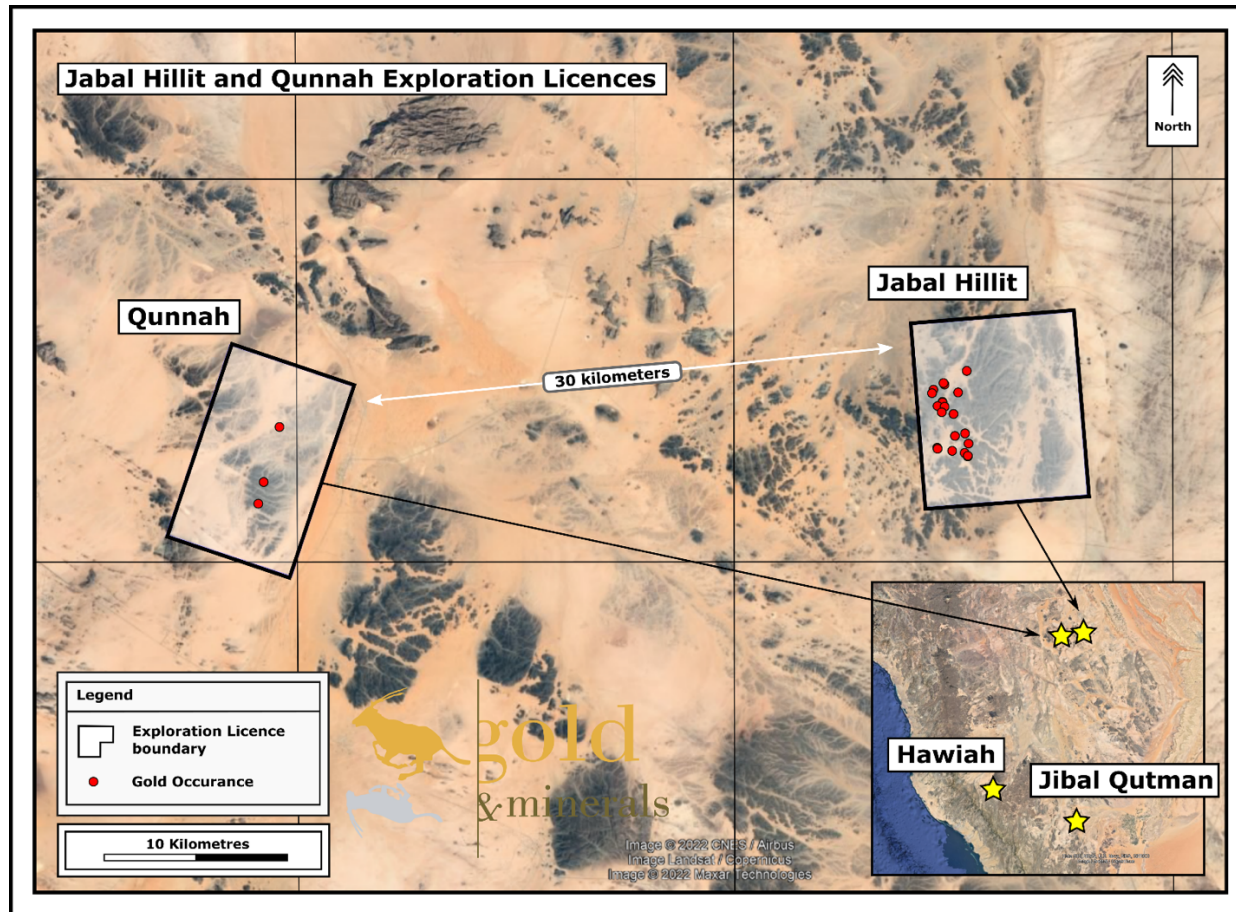 Jabal Hillit and Qunnah Exploration Licences
North
Jabal Hillit
Qunnah
30 kilometers
Legend
Exploration Licence
boundary
Gold Occurance
10 Kilometres
gold
& minerals
Image © 2022 CNES / Airbus
Image Landsat / Copernicus
Image © 2022 Maxar Technologies
Hawiah
Jibal Qutman